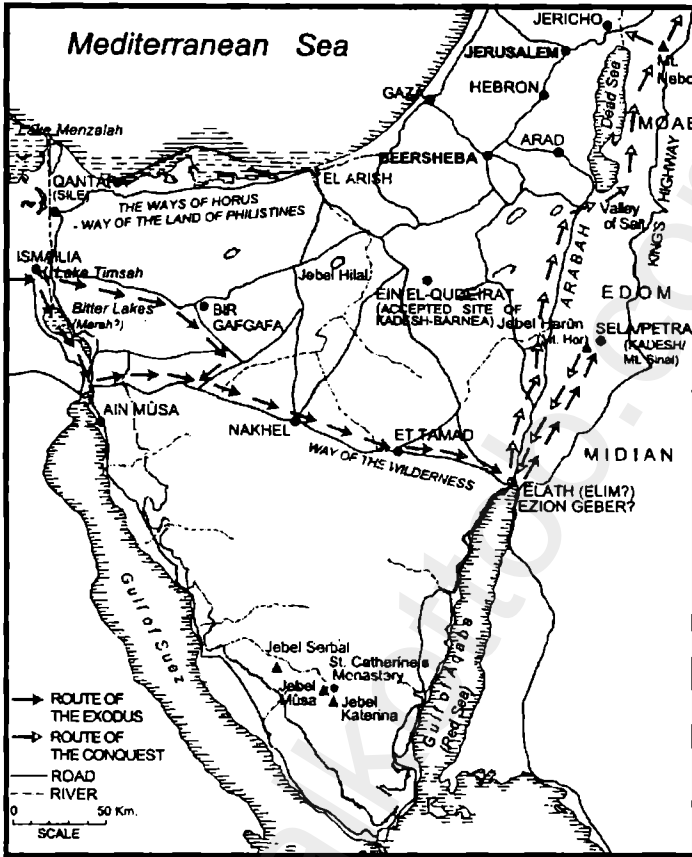 JERICHO
Mediterranean Sea
JERUSALEM
Mt.
Nebo
Dead Sea
GAZA
HEBRON
MOAB
Lake Menzalah
ARAD
BEERSHEBA
KING'S HIGHWAY
QANTARA
(SILE)
EL ARISH
THE WAYS OF HORUS
- WAY OF THE LAND OF PHILISTINES
Valley
of Salt
ISMAILIA
Lake Timsah
Jebel Hilal
ARABAH
EDOM
Bitter Lakes
(Marah?)
BIR
GAFGAFA
EIN EL-QUDEIRAT
(ACCEPTED SITE OF
KADESH-BARNEA)
Jebel Harûn
(Mt. Hor)
SELA/PETRA
(KADESH/
Mt. Sinai)
AIN MÛSA
NAKHEL
ET TAMAD
WAY OF THE WILDERNESS
MIDIAN
ELATH (ELIM?)
EZION GEBER?
Gulf of Suez
Gulf of Aqaba
(Red Sea)
Jebel Serbal
St. Catherine's
Monastery
Jebel
Mûsa
Jebel
Katerina
ROUTE OF
THE EXODUS
ROUTE OF
THE CONQUEST
ROAD
RIVER
0 50 Km.
SCALE